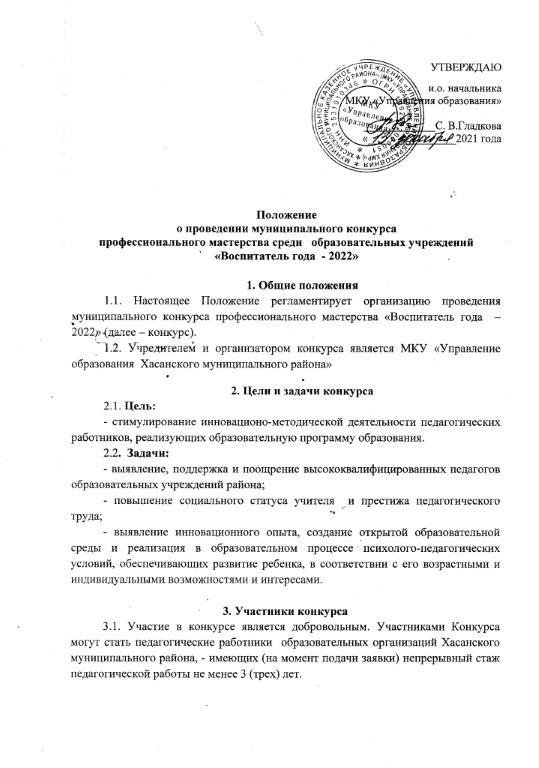 УТВЕРЖДАЮ
и.о. начальника
МКУ «Управления образования»
С. В.Гладкова
2021 года
Положение
о проведении муниципального конкурса
профессионального мастерства среди образовательных учреждений
«Воспитатель года - 2022»
1. Общие положения
1.1. Настоящее Положение регламентирует организацию проведения
муниципального конкурса профессионального мастерства «Воспитатель года –
2022» (далее – конкурс).
1.2. Учредителем и организатором конкурса является МКУ «Управление
образования Хасанского муниципального района»
2. Цели и задачи конкурса
2.1. Цель:
- стимулирование инновационо-методической деятельности педагогических
работников, реализующих образовательную программу образования.
2.2. Задачи:
- выявление, поддержка и поощрение высококвалифицированных педагогов
образовательных учреждений района;
- повышение социального статуса учителя и престижа педагогического
труда;
- выявление инновационного опыта, создание открытой образовательной
среды и реализация в образовательном процессе психолого-педагогических
условий, обеспечивающих развитие ребенка, в соответствии с его возрастными и
индивидуальными возможностями и интересами.
3. Участники конкурса
3.1. Участие в конкурсе является добровольным. Участниками Конкурса
могут стать педагогические работники образовательных организаций Хасанского
муниципального района, - имеющих (на момент подачи заявки) непрерывный стаж
педагогической работы не менее 3 (трех) лет.